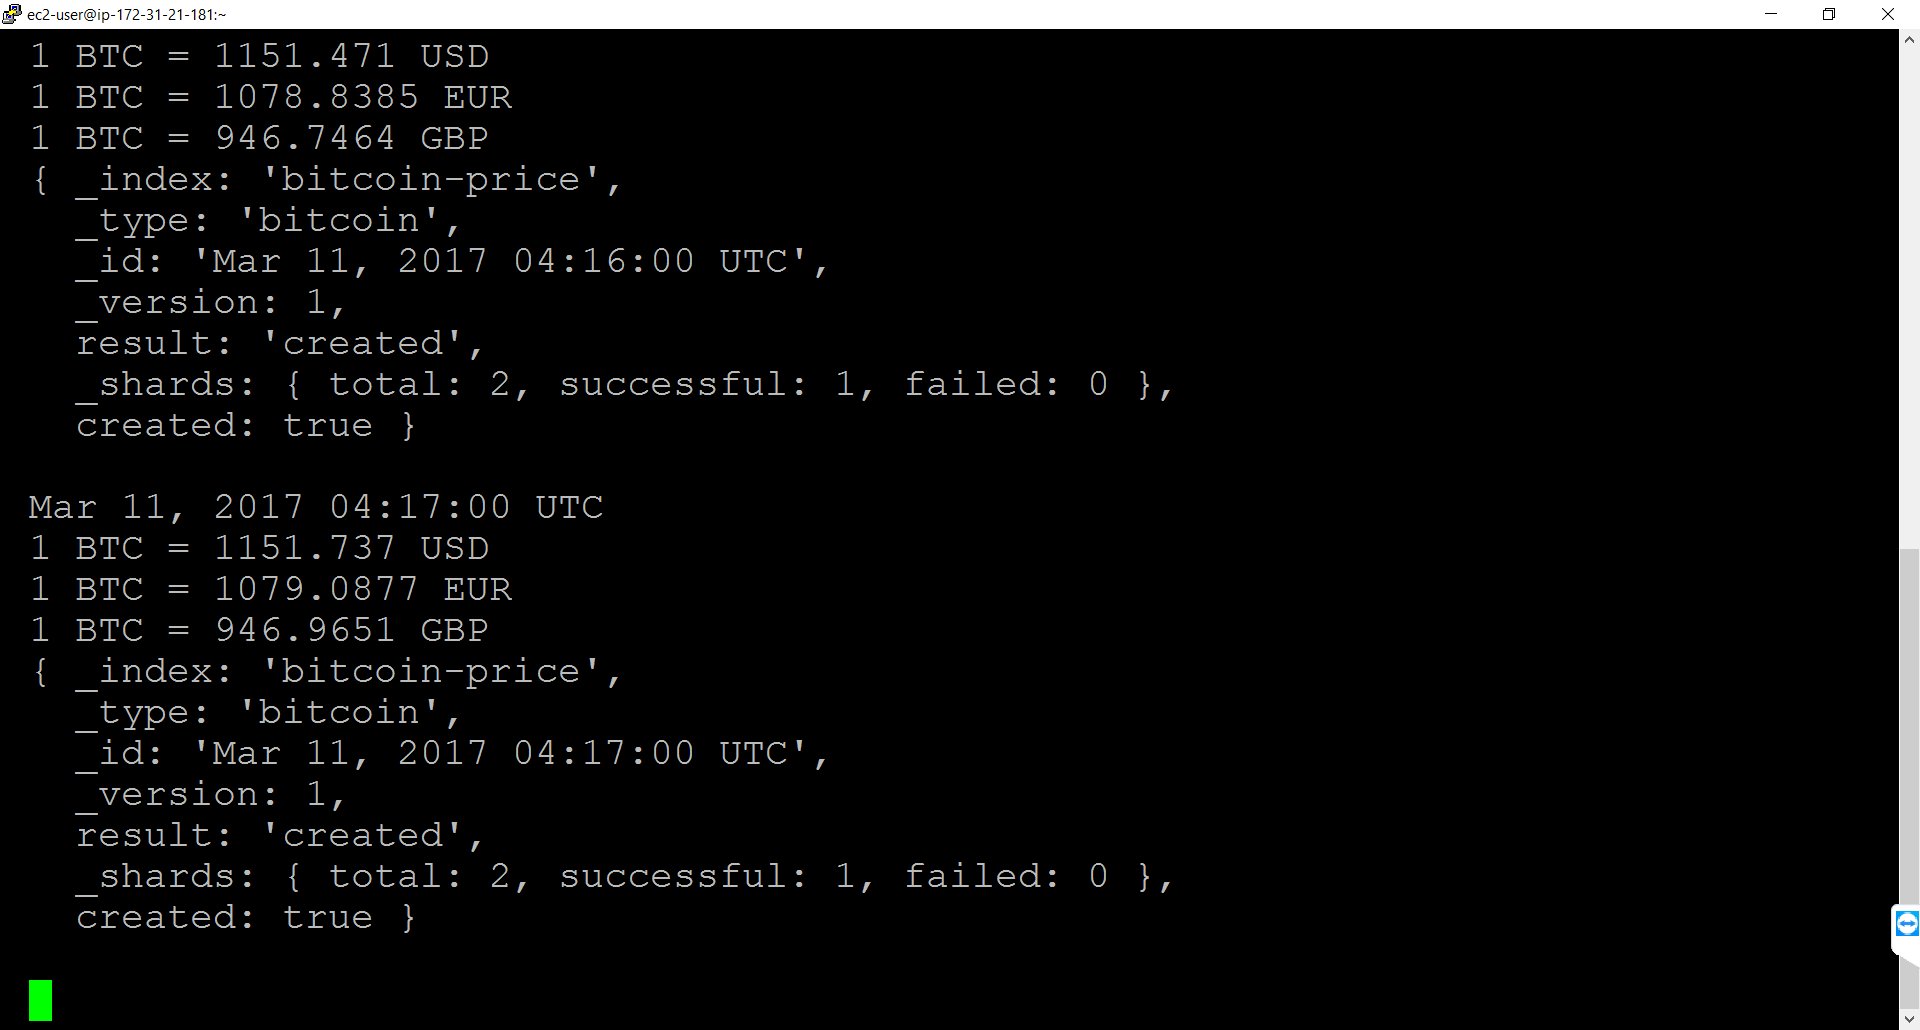 ec2-user@ip-172-31-21-181:~
1 BTC = 1151.471 USD
1 BTC = 1078.8385 EUR
1 BTC = 946.7464 GBP
{ _index: 'bitcoin-price',
  _type: 'bitcoin',
  _id: 'Mar 11, 2017 04:16:00 UTC',
  _version: 1,
  result: 'created',
  _shards: { total: 2, successful: 1, failed: 0 },
  created: true }
Mar 11, 2017 04:17:00 UTC
1 BTC = 1151.737 USD
1 BTC = 1079.0877 EUR
1 BTC = 946.9651 GBP
{ _index: 'bitcoin-price',
  _type: 'bitcoin',
  _id: 'Mar 11, 2017 04:17:00 UTC',
  _version: 1,
  result: 'created',
  _shards: { total: 2, successful: 1, failed: 0 },
  created: true }